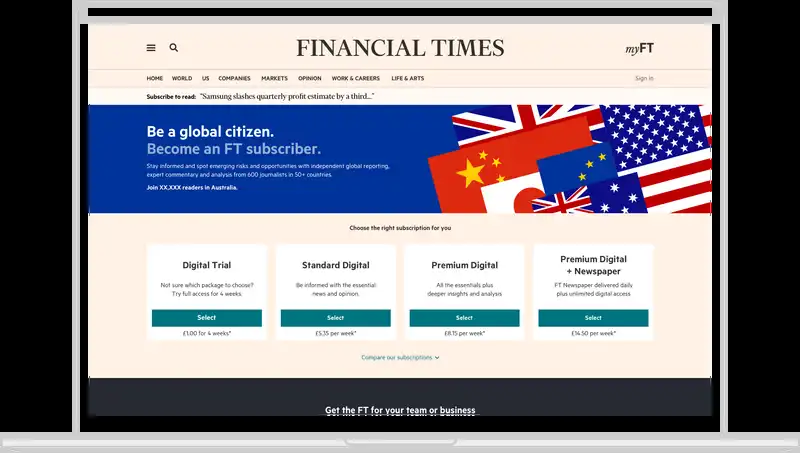 FINANCIAL TIMES
myFT
HOME WORLD US COMPANIES MARKETS OPINION WORK & CAREERS LIFE & ARTS Sign in
Subscribe to read: "Samsung slashes quarterly profit estimate by a third..."
Be a global citizen.
Become an FT subscriber.
Stay informed and spot emerging risks and opportunities with independent global reporting,
expert commentary and analysis from 600 journalists in 50+ countries.
Join XX,XXX readers in Australia.
Choose the right subscription for you
Digital Trial
Not sure which package to choose?
Try full access for 4 weeks.
Select
£1.00 for 4 weeks*
Standard Digital
Be informed with the essential
news and opinion.
Select
£5.35 per week*
Premium Digital
All the essentials plus
deeper insights and analysis
Select
£8.15 per week*
Premium Digital
+ Newspaper
FT Newspaper delivered daily
plus unlimited digital access
Select
£14.50 per week*
Compare our subscriptions
Get the FT for your team or business